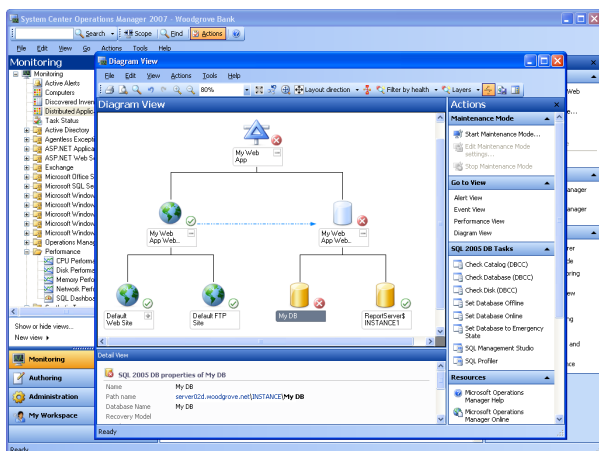 System Center Operations Manager 2007 - Woodgrove Bank
Search Scope Find Actions
File Edit View Go Actions Tools Help
Monitoring
Monitoring
Active Alerts
Computers
Discovered Inven
Distributed Applic
Task Status
Active Directory
Agentless Excepti
ASP.NET Applica
ASP.NET Web S
Exchange
Microsoft Office S
Microsoft SQL Se
Microsoft Window
Microsoft Window
Microsoft Window
Microsoft Window
Operations Manag
Performance
CPU Performa
Disk Performa
Memory Perfo
Network Perfo
SQL Dashboa
Show or hide views...
New view
Monitoring
Authoring
Administration
My Workspace
Ready
Diagram View
File Edit View Actions Tools Help
80% Layout direction Filter by health Layers
Diagram View
My Web
App
My Web
App Web..
My Web
App Web..
Default
Web Site
Default FTP
Site
My DB
ReportServer$
INSTANCE1
Detail View
SQL 2005 DB properties of My DB
Name My DB
Path name server02d.woodgrove.net\INSTANCE\My DB
Database Name My DB
Recovery Model
Ready
Actions
Maintenance Mode
Start Maintenance Mode...
Edit Maintenance Mode
settings...
Stop Maintenance Mode
Go to View
Alert View
Event View
Performance View
Diagram View
SQL 2005 DB Tasks
Check Catalog (DBCC)
Check Database (DBCC)
Check Disk (DBCC)
Set Database Offline
Set Database Online
Set Database to Emergency
State
SQL Management Studio
SQL Profiler
Resources
Microsoft Operations
Manager Help
Microsoft Operations
Manager Online
Web
anager
anager
and